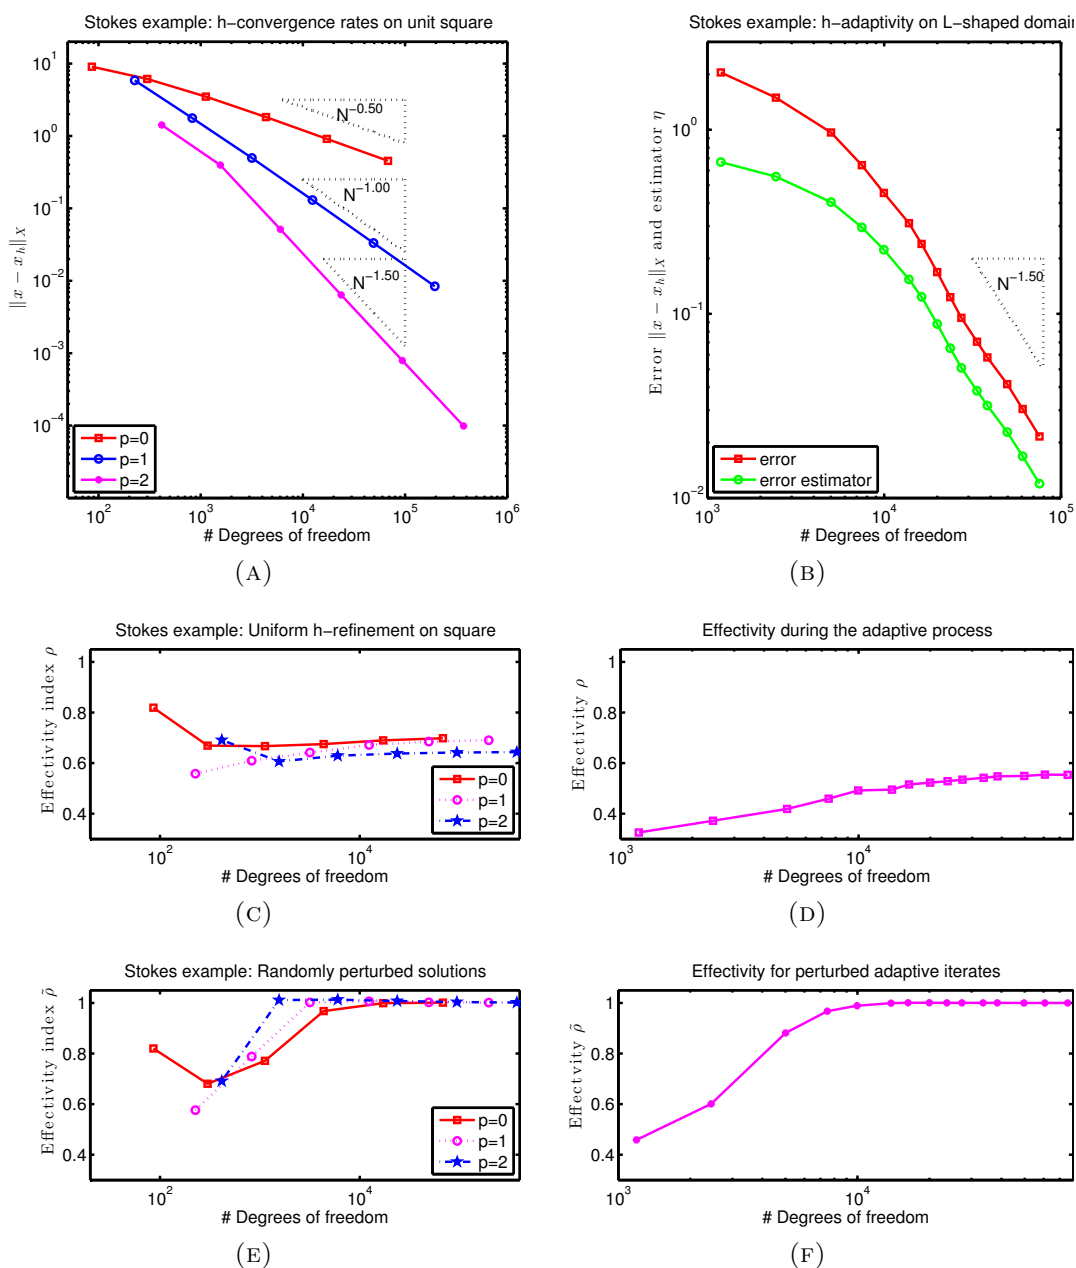 Stokes example: h-convergence rates on unit square
10^1
10^0
10^{-1}
10^{-2}
10^{-3}
10^{-4}
‖x − x_h‖_X
N^{-0.50}
N^{-1.00}
N^{-1.50}
p=0
p=1
p=2
10^2
10^3
10^4
10^5
10^6
# Degrees of freedom
(A)
Stokes example: h-adaptivity on L-shaped domain
10^0
10^{-1}
10^{-2}
Error ‖x − x_h‖_X and estimator η
N^{-1.50}
error
error estimator
10^3
10^4
10^5
# Degrees of freedom
(B)
Stokes example: Uniform h-refinement on square
1
0.8
0.6
0.4
Effectivity index ρ
p=0
p=1
p=2
10^2
10^4
# Degrees of freedom
(C)
Effectivity during the adaptive process
1
0.8
0.6
0.4
Effectivity ρ
10^3
10^4
# Degrees of freedom
(D)
Stokes example: Randomly perturbed solutions
1
0.8
0.6
0.4
Effectivity index ρ̃
p=0
p=1
p=2
10^2
10^4
# Degrees of freedom
(E)
Effectivity for perturbed adaptive iterates
1
0.8
0.6
0.4
Effectvity ρ̃
10^3
10^4
# Degrees of freedom
(F)